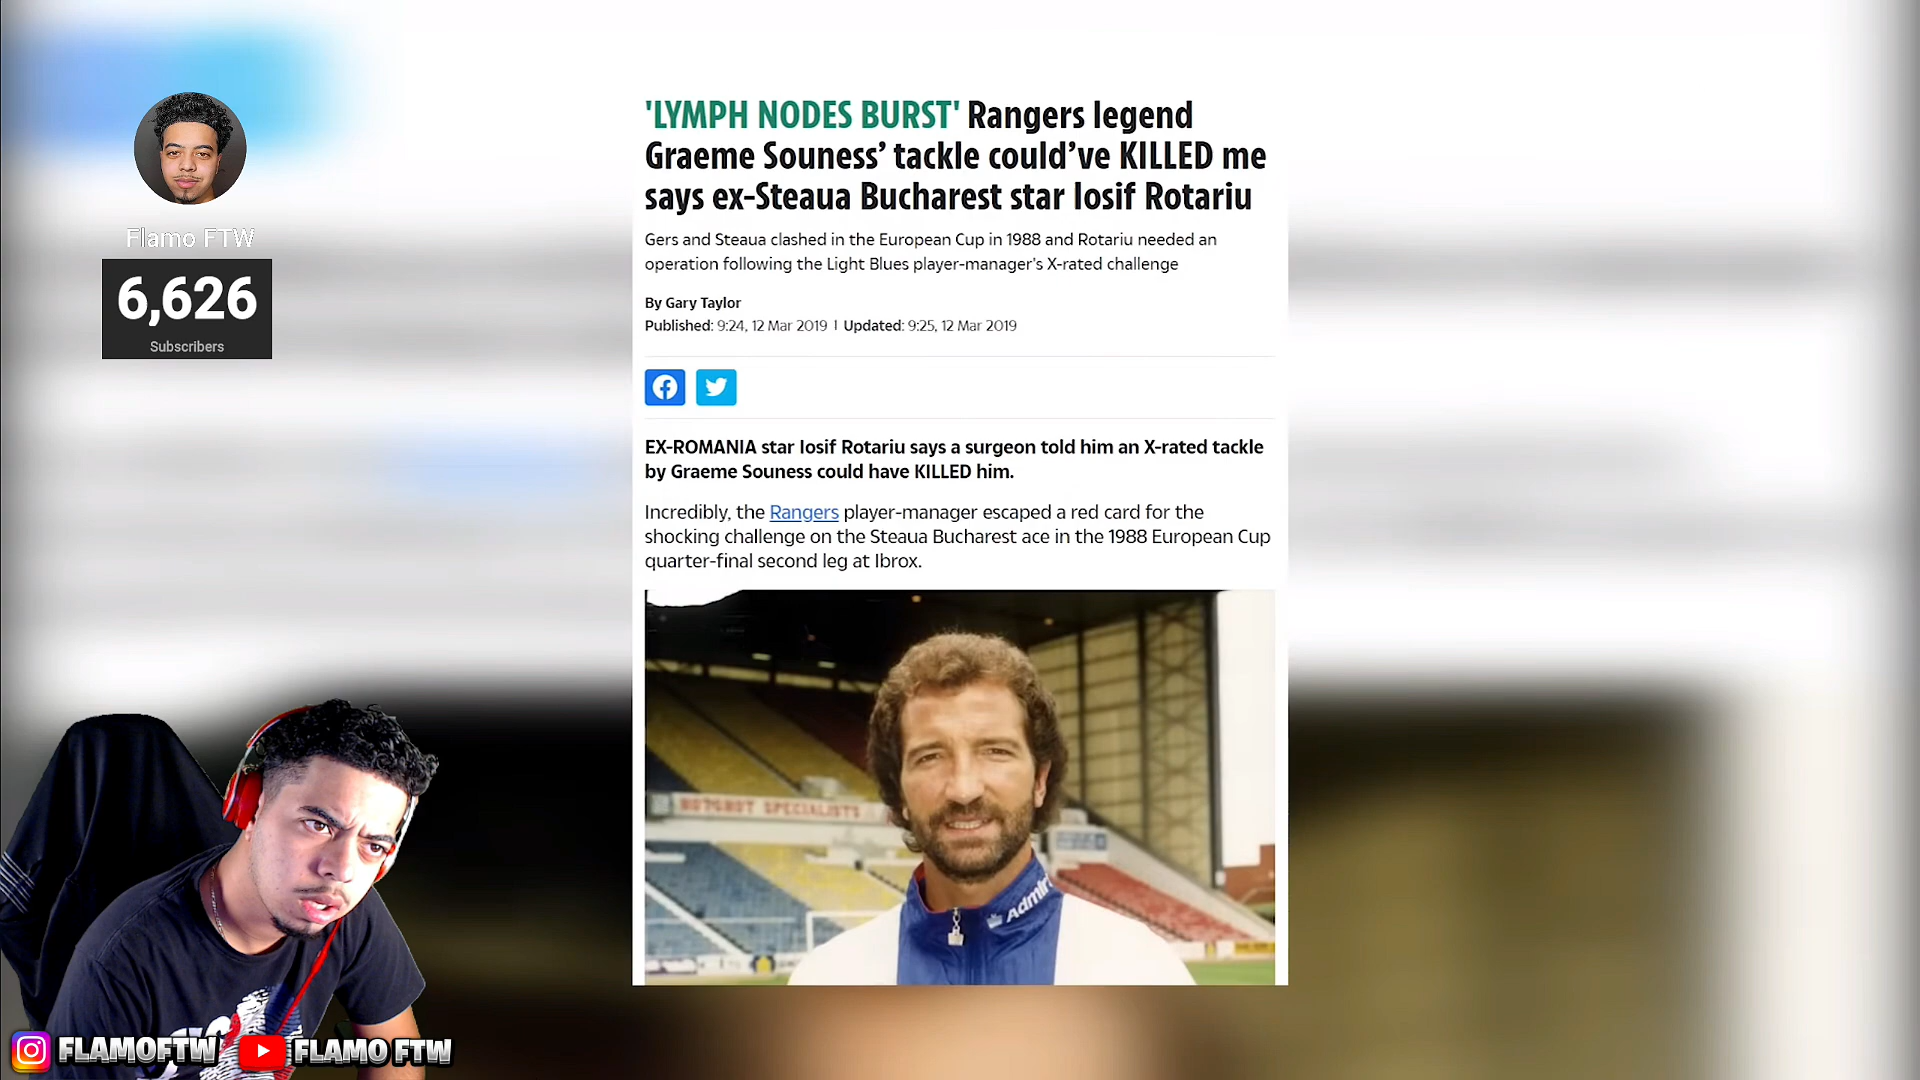 Flamo FTW
6,626
Subscribers
'LYMPH NODES BURST' Rangers legend
Graeme Souness’ tackle could’ve KILLED me
says ex-Steaua Bucharest star Iosif Rotariu
Gers and Steaua clashed in the European Cup in 1988 and Rotariu needed an
operation following the Light Blues player-manager's X-rated challenge
By Gary Taylor
Published: 9:24, 12 Mar 2019 | Updated: 9:25, 12 Mar 2019
EX-ROMANIA star Iosif Rotariu says a surgeon told him an X-rated tackle
by Graeme Souness could have KILLED him.
Incredibly, the Rangers player-manager escaped a red card for the
shocking challenge on the Steaua Bucharest ace in the 1988 European Cup
quarter-final second leg at Ibrox.
HOTSHOT SPECIALISTS
Admiral
FLAMOFTW
FLAMO FTW